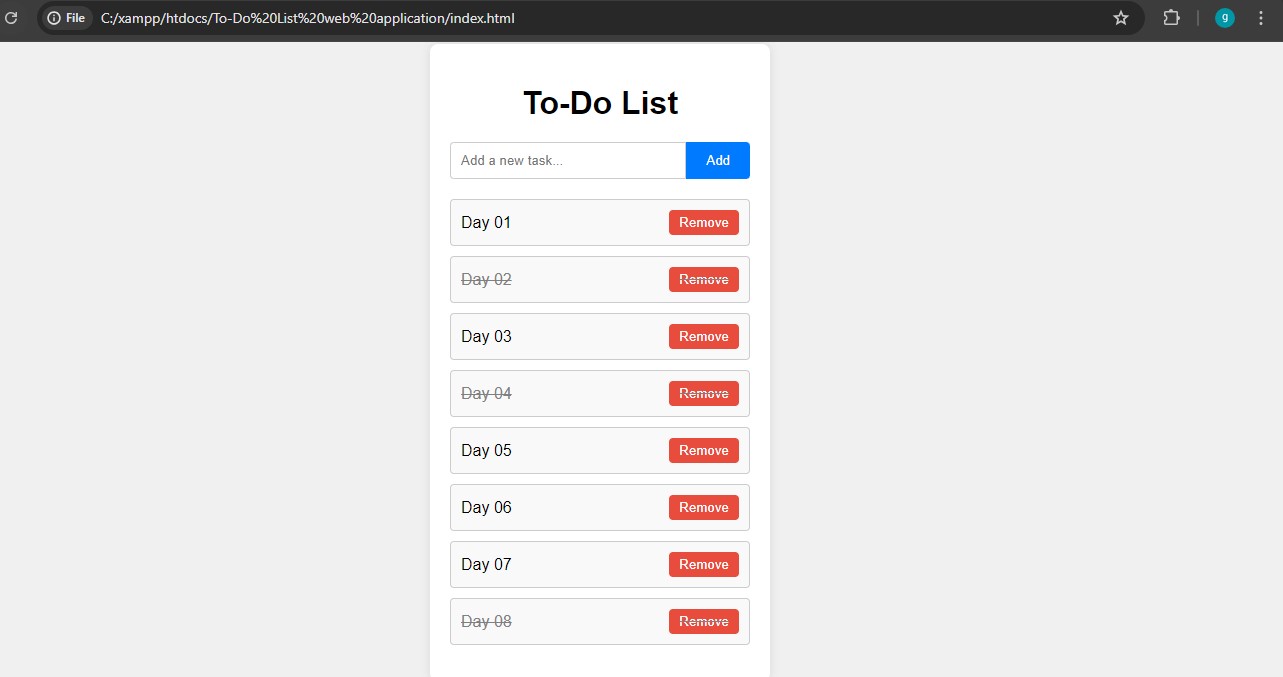 File C:/xampp/htdocs/To-Do%20List%20web%20application/index.html
g
To-Do List
Add a new task... Add
Day 01 Remove
Day 02 Remove
Day 03 Remove
Day 04 Remove
Day 05 Remove
Day 06 Remove
Day 07 Remove
Day 08 Remove